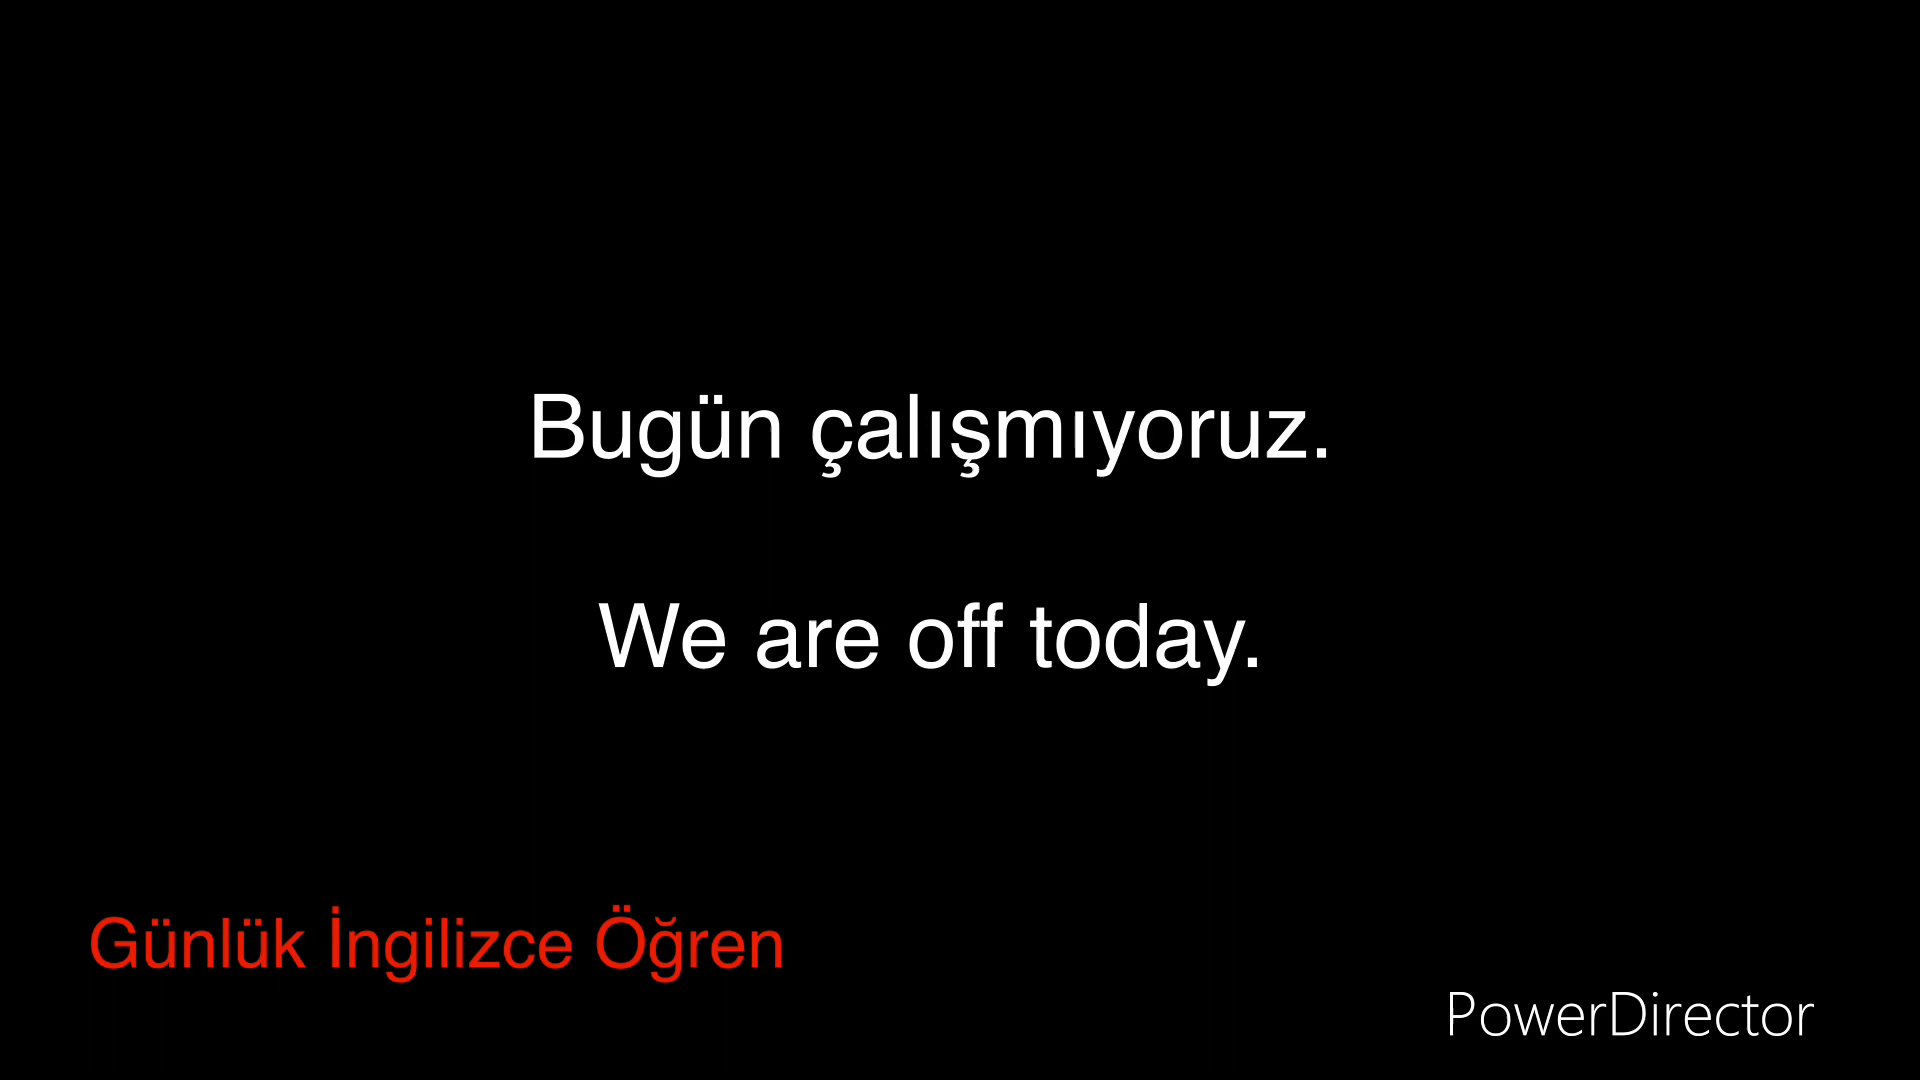 Bugün çalışmıyoruz.
We are off today.
Günlük İngilizce Öğren
PowerDirector